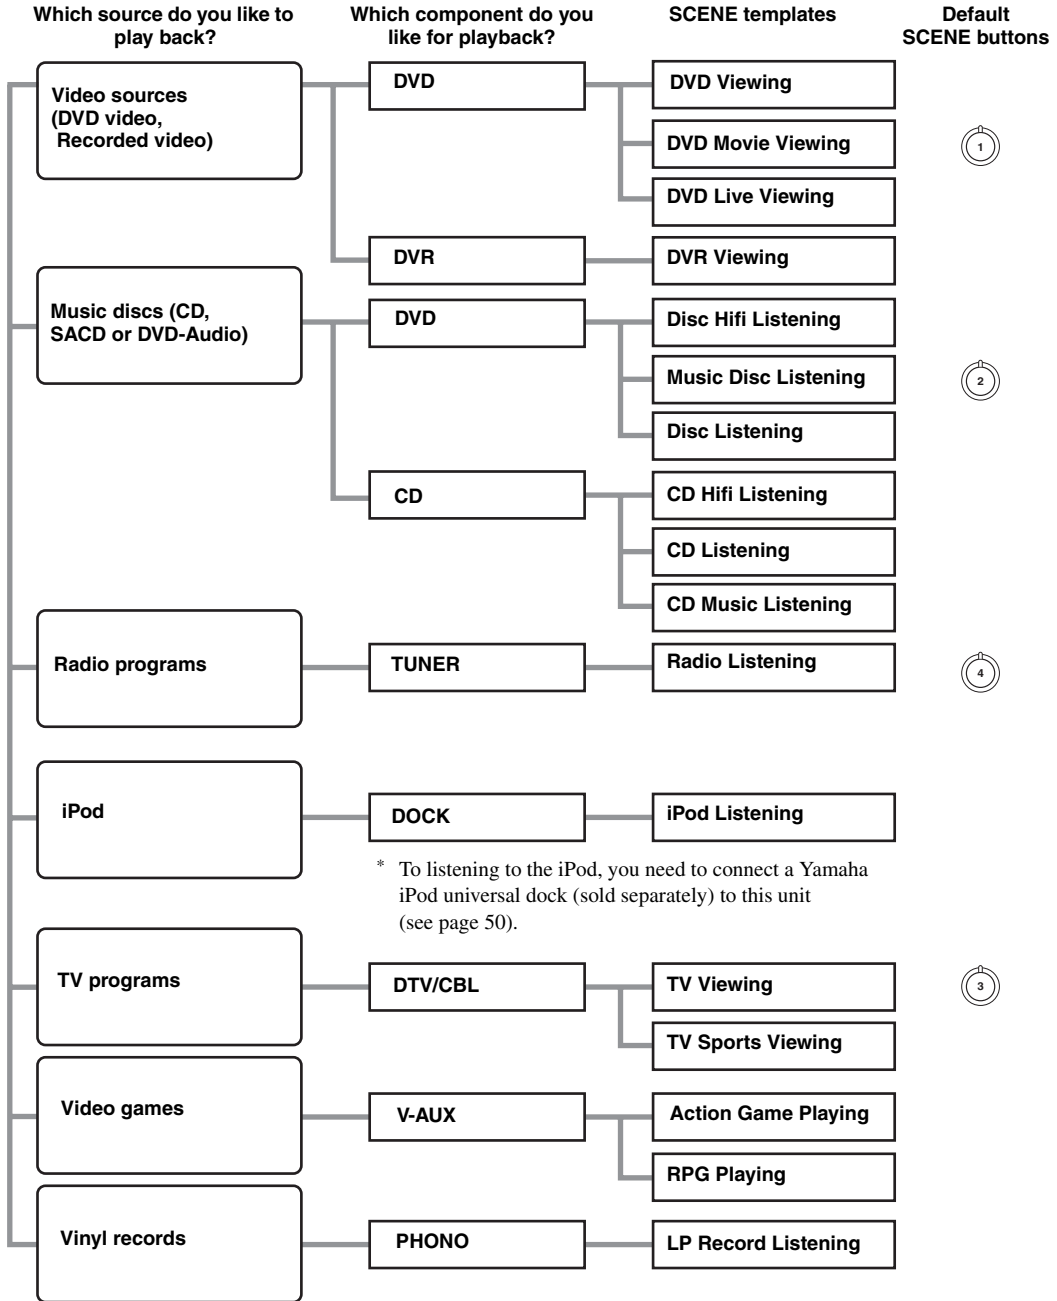 Which source do you like to
play back?
Which component do you
like for playback?
SCENE templates
Default
SCENE buttons
Video sources
(DVD video,
Recorded video)
DVD
DVD Viewing
DVD Movie Viewing
1
DVD Live Viewing
DVR
DVR Viewing
Music discs (CD,
SACD or DVD-Audio)
DVD
Disc Hifi Listening
Music Disc Listening
2
Disc Listening
CD
CD Hifi Listening
CD Listening
CD Music Listening
Radio programs
TUNER
Radio Listening
4
iPod
DOCK
iPod Listening
* To listening to the iPod, you need to connect a Yamaha
iPod universal dock (sold separately) to this unit
(see page 50).
TV programs
DTV/CBL
TV Viewing
3
TV Sports Viewing
Video games
V-AUX
Action Game Playing
RPG Playing
Vinyl records
PHONO
LP Record Listening